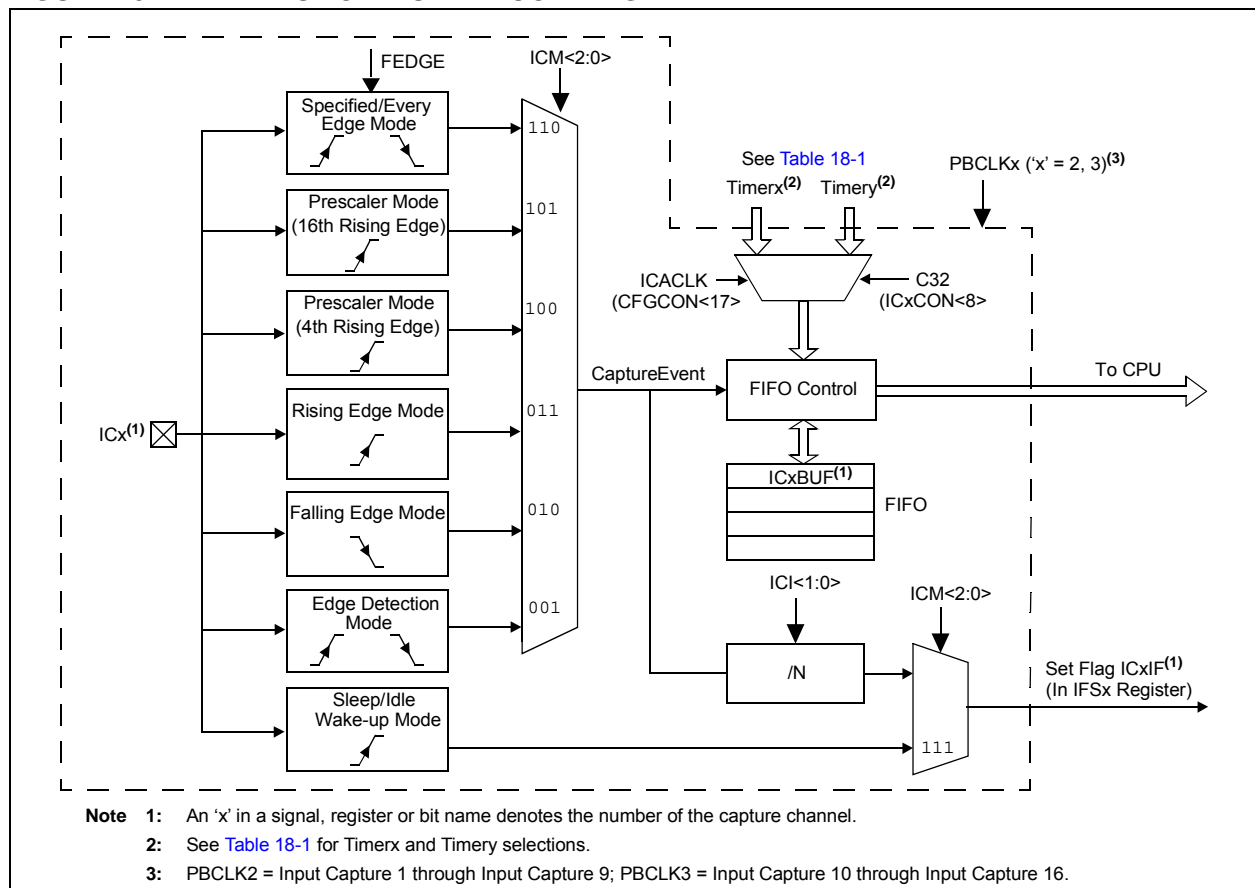 FEDGE
ICM<2:0>
Specified/Every
Edge Mode
110
Prescaler Mode
(16th Rising Edge)
101
Prescaler Mode
(4th Rising Edge)
100
Rising Edge Mode
011
ICx(1)
Falling Edge Mode
010
Edge Detection
Mode
001
Sleep/Idle
Wake-up Mode
See Table 18-1
Timerx(2) Timery(2)
PBCLKx ('x' = 2, 3)(3)
ICACLK
(CFGCON<17>
C32
(ICxCON<8>
CaptureEvent
FIFO Control
To CPU
ICxBUF(1)
FIFO
ICI<1:0>
ICM<2:0>
/N
111
Set Flag ICxIF(1)
(In IFSx Register)
Note 1: An 'x' in a signal, register or bit name denotes the number of the capture channel.
2: See Table 18-1 for Timerx and Timery selections.
3: PBCLK2 = Input Capture 1 through Input Capture 9; PBCLK3 = Input Capture 10 through Input Capture 16.